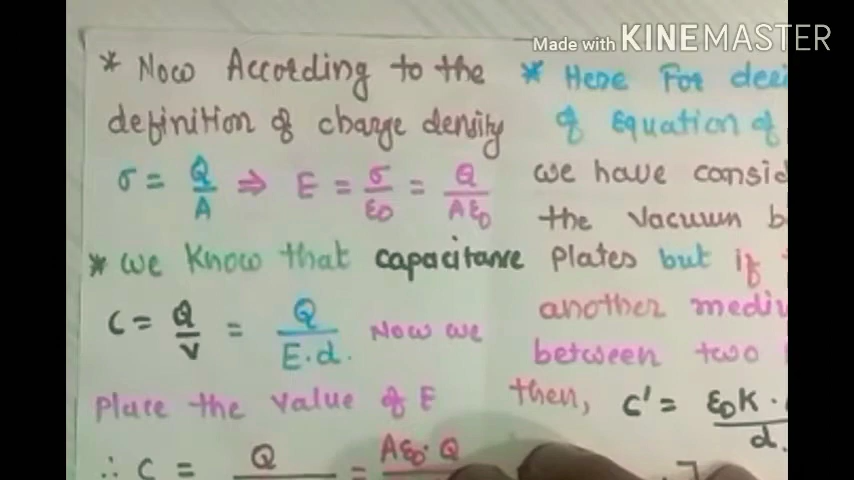 Made with KINEMASTER
* Now According to the
definition of charge density
σ = Q/A ⇒ E = σ/ε0 = Q/Aε0
* we Know that capacitance
C = Q/V = Q/E.d. Now we
Place the value of E
∴ C = Q = Aε0.Q
* Here For
of Equation of
we have
the vacuum
Plates but if
another
between two
then, C' = ε0K./d.